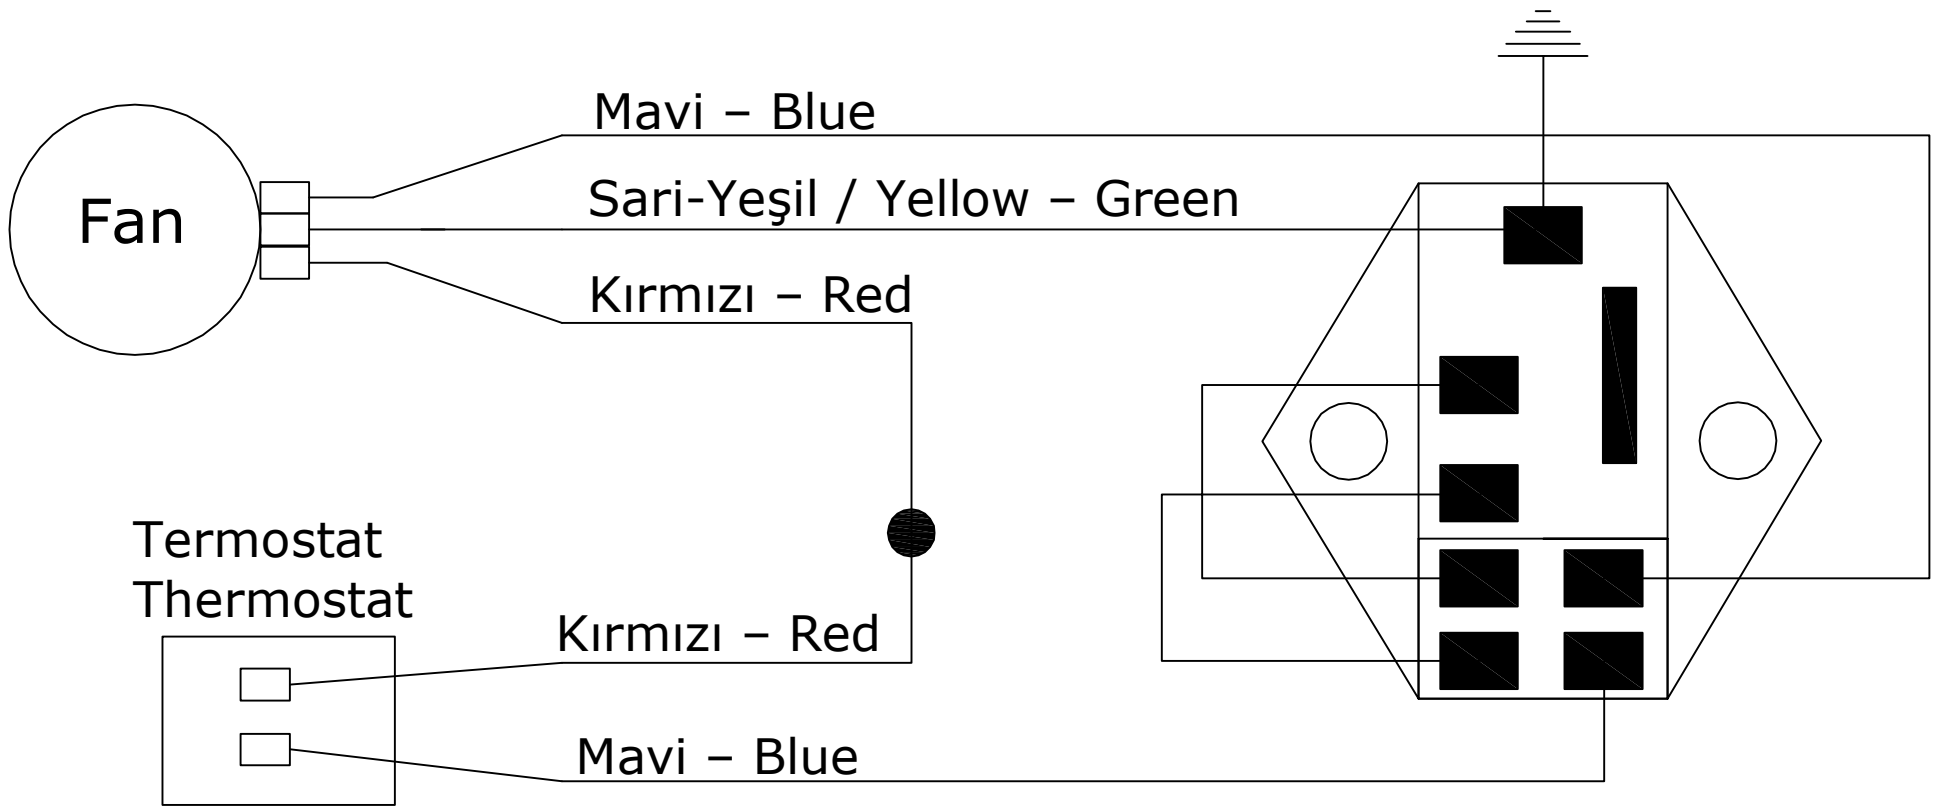 Mavi – Blue
Fan
Sari-Yeşil / Yellow – Green
Kırmızı – Red
Termostat
Thermostat
Kırmızı – Red
Mavi – Blue